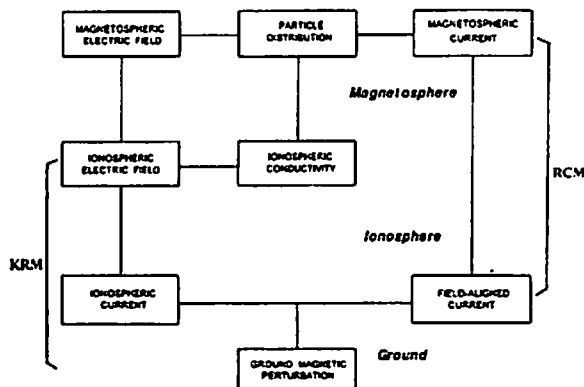 MAGNETOSPHERIC
ELECTRIC FIELD
PARTICLE
DISTRIBUTION
MAGNETOSPHERIC
CURRENT
Magnetosphere
IONOSPHERIC
ELECTRIC FIELD
IONOSPHERIC
CONDUCTIVITY
RCM
Ionosphere
KRM
IONOSPHERIC
CURRENT
FIELD-ALIGNED
CURRENT
Ground
GROUND MAGNETIC
PERTURBATION